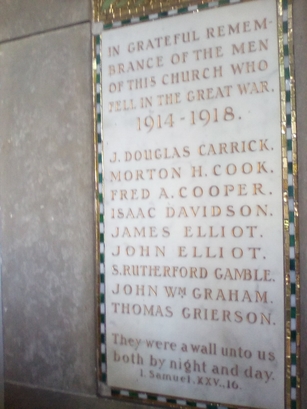 IN GRATEFUL REMEM-
BRANCE OF THE MEN
OF THIS CHURCH WHO
FELL IN THE GREAT WAR.
1914-1918.
J. DOUGLAS CARRICK.
MORTON H. COOK.
FRED A. COOPER.
ISAAC DAVIDSON.
JAMES ELLIOT.
JOHN ELLIOT.
S. RUTHERFORD GAMBLE.
JOHN WM GRAHAM.
THOMAS GRIERSON.
They were a wall unto us
both by night and day.
I. Samuel. XXV., 16.